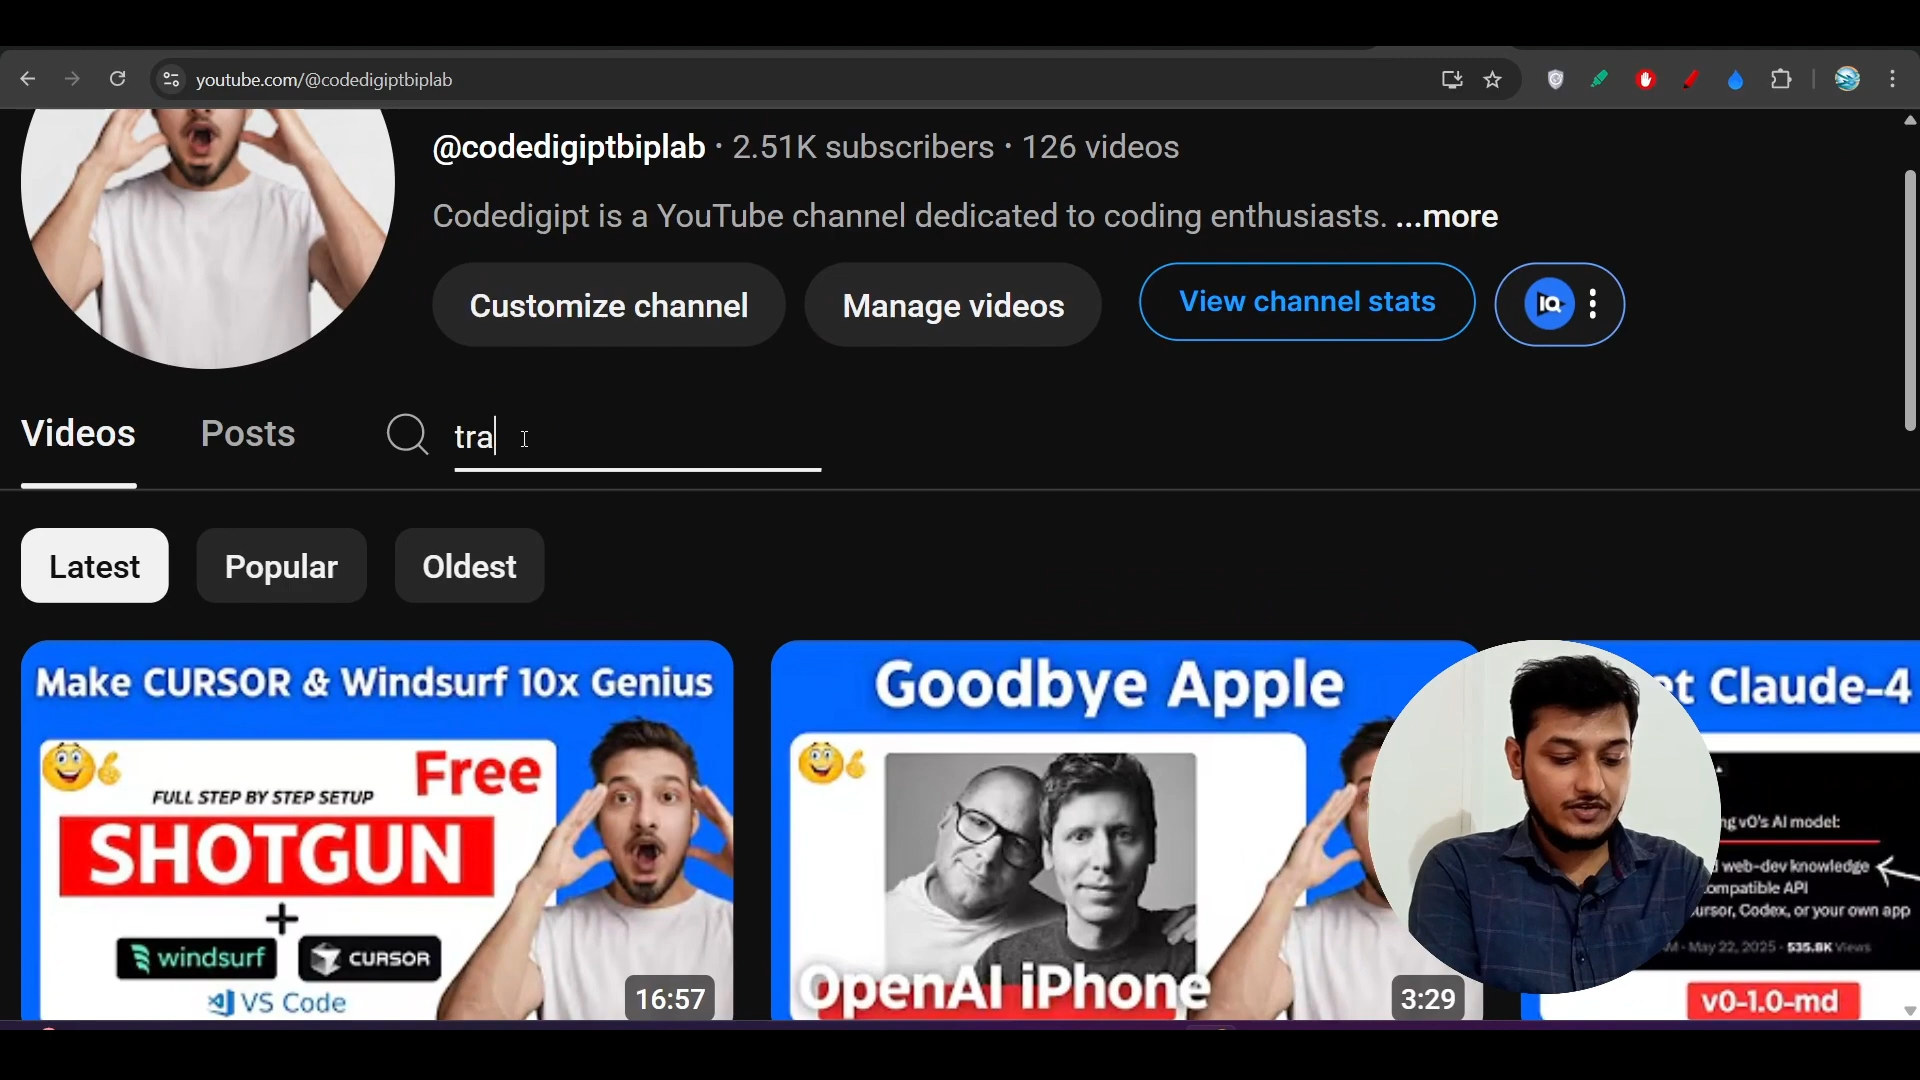 youtube.com/@codedigiptbiplab
@codedigiptbiplab · 2.51K subscribers · 126 videos
Codedigipt is a YouTube channel dedicated to coding enthusiasts. ...more
Customize channel
Manage videos
View channel stats
IQ
Videos
Posts
tra
Latest
Popular
Oldest
Make CURSOR & Windsurf 10x Genius
Free
FULL STEP BY STEP SETUP
SHOTGUN
+
windsurf
CURSOR
VS Code
16:57
Goodbye Apple
OpenAI iPhone
3:29
et Claude-4
ng v0's AI model:
web-dev knowledge
ompatible API
ursor, Codex, or your own app
May 22, 2025 · 535.8K Views
v0-1.0-md